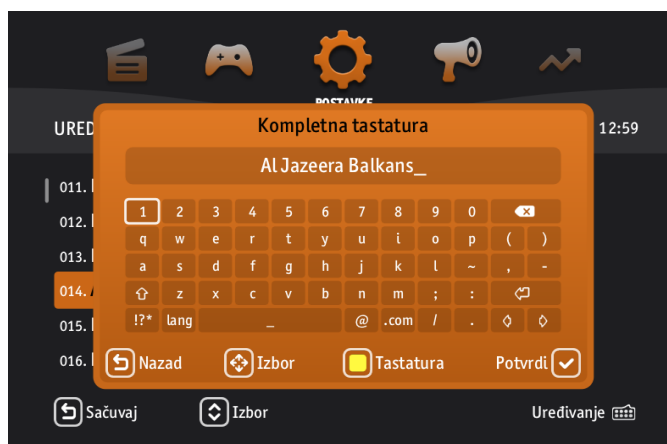 POSTAVKE
URED
12:59
Kompletna tastatura
Al Jazeera Balkans_
011.
012.
013.
014.
015.
016.
1 2 3 4 5 6 7 8 9 0
q w e r t y u i o p ( )
a s d f g h j k l ~ , -
z x c v b n m ; :
!?* lang _ @ .com / .
Nazad Izbor Tastatura Potvrdi
Sačuvaj Izbor Uređivanje